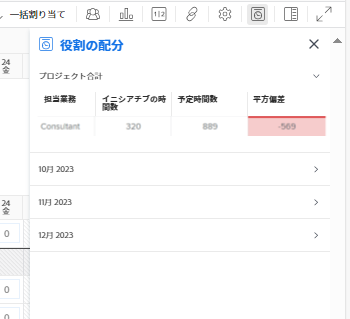 一括割り当て
1 2
24
金
役割の配分
プロジェクト合計
担当業務 イニシアチブの時間数 予定時間数 平方偏差
Consultant 320 889 -569
10月 2023
24
金
11月 2023
0
12月 2023
0
0